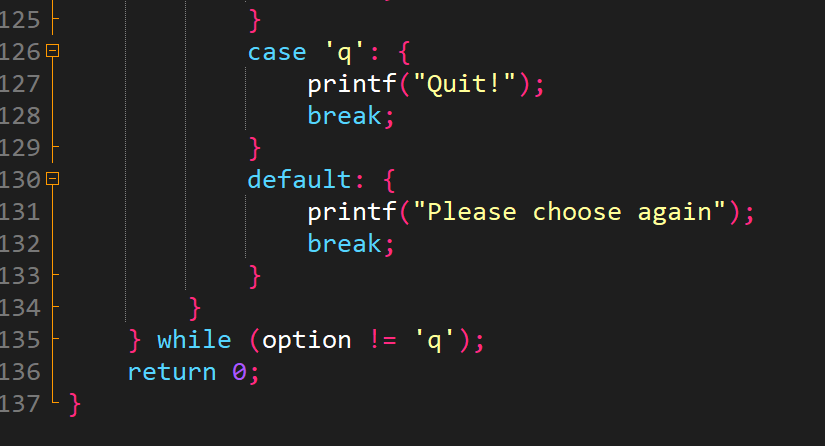 125 }
126 case 'q': {
127 printf("Quit!");
128 break;
129 }
130 default: {
131 printf("Please choose again");
132 break;
133 }
134 }
135 } while (option != 'q');
136 return 0;
137 }